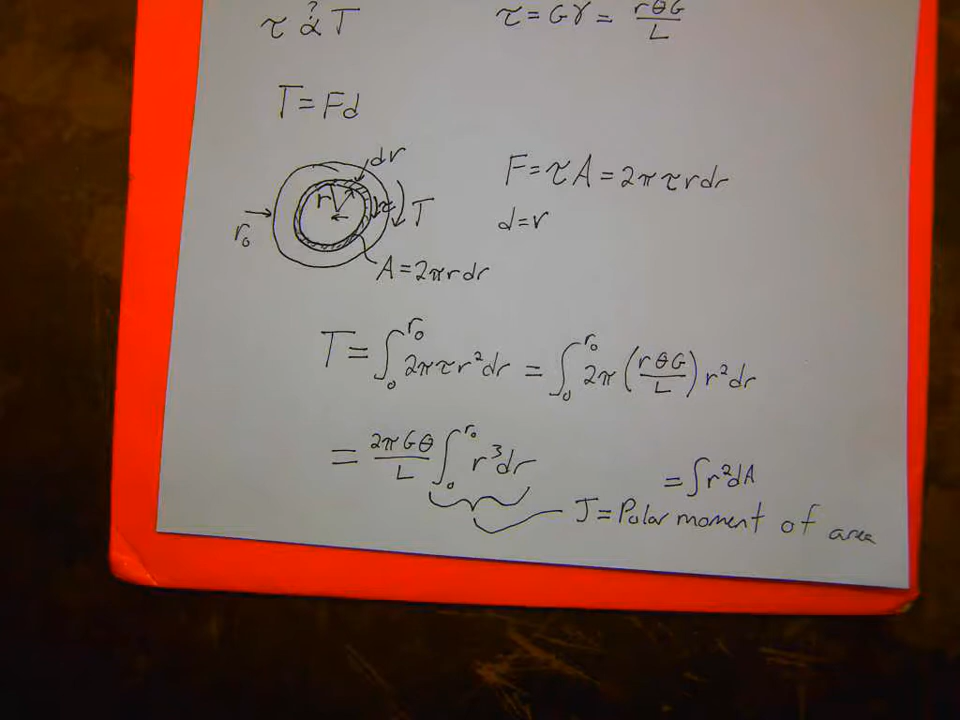 τ ?α T τ = Gγ = rθG/L
T = Fd
dr
r
τ
T
r₀
A = 2πrdr
F = τA = 2πτrdr
d = r
T = ∫₀^r₀ 2πτr²dr = ∫₀^r₀ 2π(rθG/L)r²dr
= 2πGθ/L ∫₀^r₀ r³dr
= ∫r²dA
J = Polar moment of area